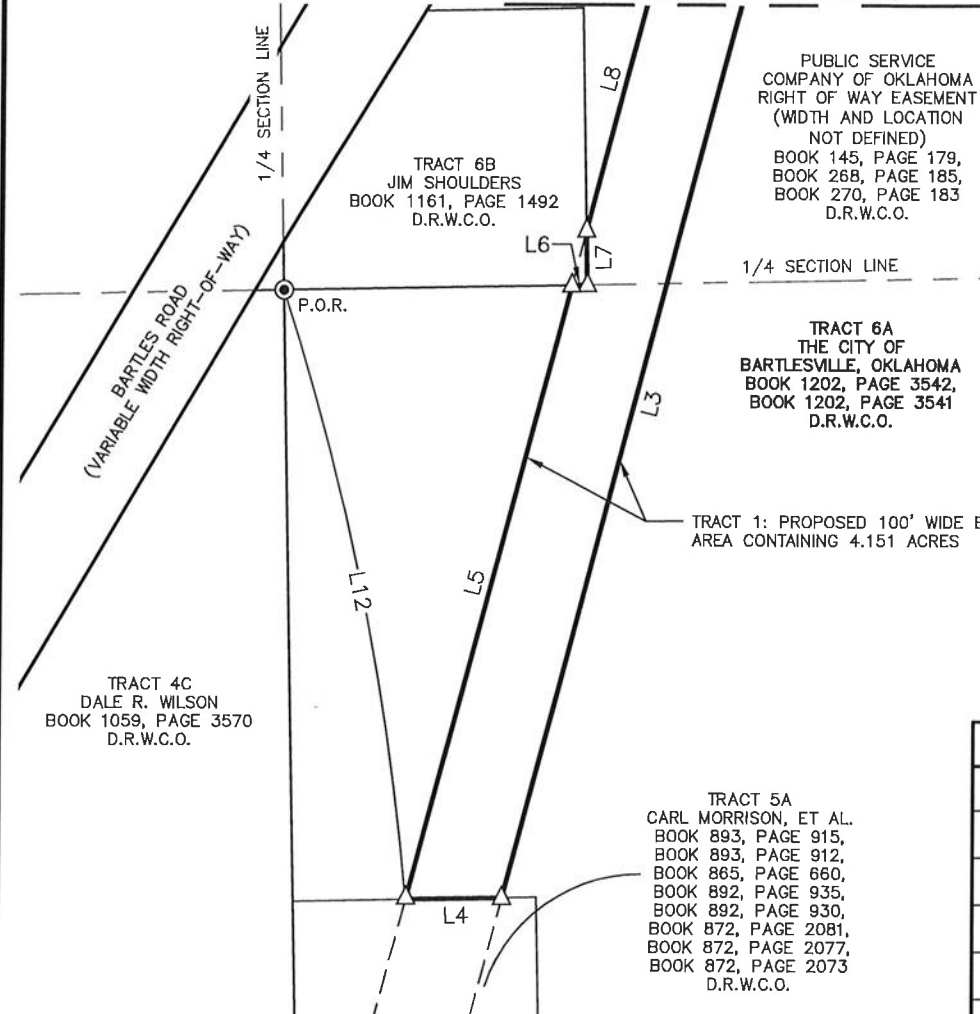 1/4 SECTION LINE
L8
PUBLIC SERVICE
COMPANY OF OKLAHOMA
RIGHT OF WAY EASEMENT
(WIDTH AND LOCATION
NOT DEFINED)
BOOK 145, PAGE 179,
BOOK 268, PAGE 185,
BOOK 270, PAGE 183
D.R.W.C.O.
TRACT 6B
JIM SHOULDERS
BOOK 1161, PAGE 1492
D.R.W.C.O.
L6
L7
1/4 SECTION LINE
P.O.R.
BARTLES ROAD
(VARIABLE WIDTH RIGHT-OF-WAY)
TRACT 6A
THE CITY OF
BARTLESVILLE, OKLAHOMA
BOOK 1202, PAGE 3542,
BOOK 1202, PAGE 3541
D.R.W.C.O.
L3
TRACT 1: PROPOSED 100' WIDE
AREA CONTAINING 4.151 ACRES
L5
L12
TRACT 4C
DALE R. WILSON
BOOK 1059, PAGE 3570
D.R.W.C.O.
TRACT 5A
CARL MORRISON, ET AL.
BOOK 893, PAGE 915,
BOOK 893, PAGE 912,
BOOK 865, PAGE 660,
BOOK 892, PAGE 935,
BOOK 892, PAGE 930,
BOOK 872, PAGE 2081,
BOOK 872, PAGE 2077,
BOOK 872, PAGE 2073
D.R.W.C.O.
L4